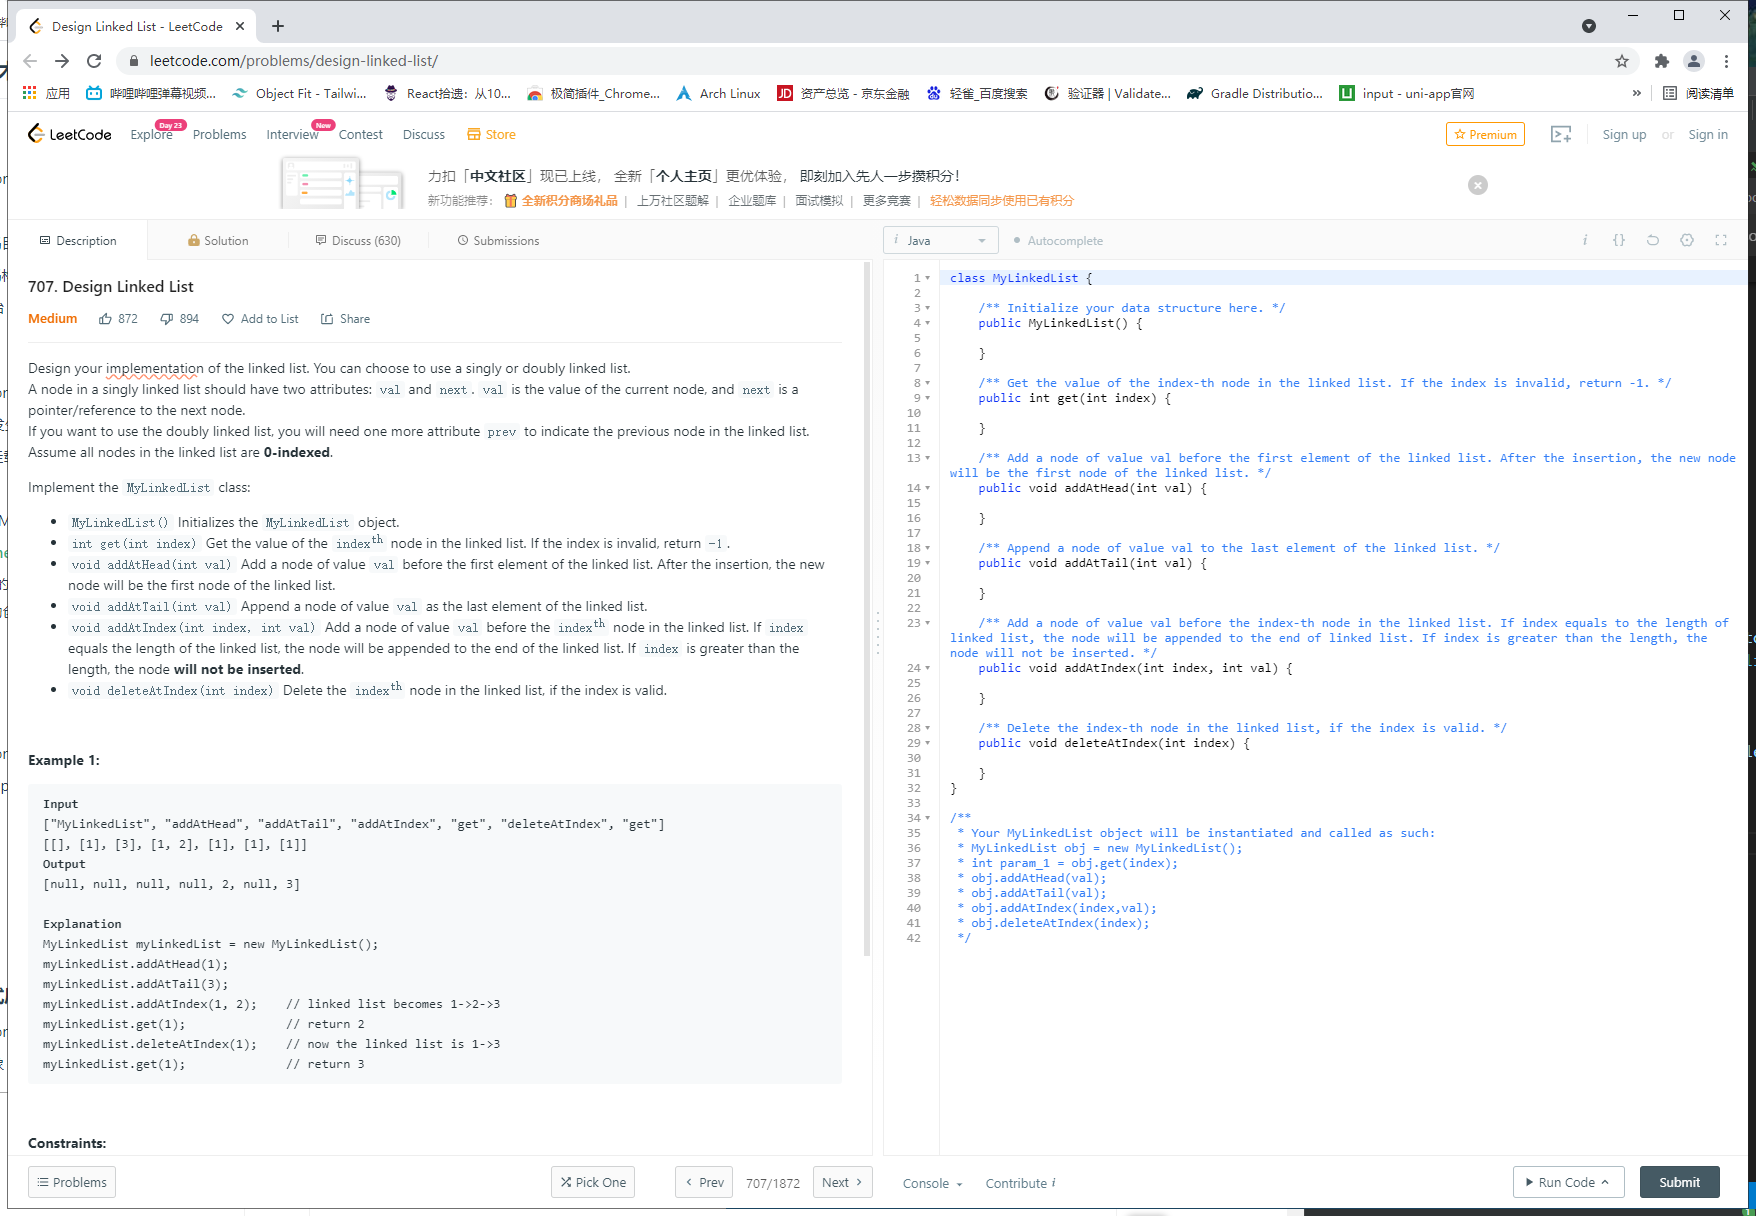 Design Linked List - LeetCode
leetcode.com/problems/design-linked-list/
应用 哔哩哔哩弹幕视频... Object Fit - Tailwi... React拾遗：从10... 极简插件_Chrome... Arch Linux JD 资产总览 - 京东金融 轻雀_百度搜索 验证器 | Validate... Gradle Distributio... input - uni-app官网 » 阅读清单
LeetCode Explore Day 23 Problems Interview New Contest Discuss Store Premium Sign up or Sign in
力扣「中文社区」现已上线， 全新「个人主页」更优体验， 即刻加入先人一步攒积分！
新功能推荐： 全新积分商场礼品 | 上万社区题解 | 企业题库 | 面试模拟 | 更多竞赛 | 轻松数据同步使用已有积分
Description Solution Discuss (630) Submissions
707. Design Linked List
Medium 872 894 Add to List Share
Design your implementation of the linked list. You can choose to use a singly or doubly linked list.
A node in a singly linked list should have two attributes: val and next. val is the value of the current node, and next is a
pointer/reference to the next node.
If you want to use the doubly linked list, you will need one more attribute prev to indicate the previous node in the linked list.
Assume all nodes in the linked list are 0-indexed.
Implement the MyLinkedList class:
• MyLinkedList() Initializes the MyLinkedList object.
• int get(int index) Get the value of the indexth node in the linked list. If the index is invalid, return -1.
• void addAtHead(int val) Add a node of value val before the first element of the linked list. After the insertion, the new
node will be the first node of the linked list.
• void addAtTail(int val) Append a node of value val as the last element of the linked list.
• void addAtIndex(int index, int val) Add a node of value val before the indexth node in the linked list. If index
equals the length of the linked list, the node will be appended to the end of the linked list. If index is greater than the
length, the node will not be inserted.
• void deleteAtIndex(int index) Delete the indexth node in the linked list, if the index is valid.
Example 1:
Input
["MyLinkedList", "addAtHead", "addAtTail", "addAtIndex", "get", "deleteAtIndex", "get"]
[[], [1], [3], [1, 2], [1], [1], [1]]
Output
[null, null, null, null, 2, null, 3]
Explanation
MyLinkedList myLinkedList = new MyLinkedList();
myLinkedList.addAtHead(1);
myLinkedList.addAtTail(3);
myLinkedList.addAtIndex(1, 2);    // linked list becomes 1->2->3
myLinkedList.get(1);              // return 2
myLinkedList.deleteAtIndex(1);    // now the linked list is 1->3
myLinkedList.get(1);              // return 3
Constraints:
Problems Pick One Prev 707/1872 Next
i Java Autocomplete i {}
1 class MyLinkedList {
2
3     /** Initialize your data structure here. */
4     public MyLinkedList() {
5
6     }
7
8     /** Get the value of the index-th node in the linked list. If the index is invalid, return -1. */
9     public int get(int index) {
10
11     }
12
13     /** Add a node of value val before the first element of the linked list. After the insertion, the new node
will be the first node of the linked list. */
14     public void addAtHead(int val) {
15
16     }
17
18     /** Append a node of value val to the last element of the linked list. */
19     public void addAtTail(int val) {
20
21     }
22
23     /** Add a node of value val before the index-th node in the linked list. If index equals to the length of
linked list, the node will be appended to the end of linked list. If index is greater than the length, the
node will not be inserted. */
24     public void addAtIndex(int index, int val) {
25
26     }
27
28     /** Delete the index-th node in the linked list, if the index is valid. */
29     public void deleteAtIndex(int index) {
30
31     }
32 }
33
34 /**
35  * Your MyLinkedList object will be instantiated and called as such:
36  * MyLinkedList obj = new MyLinkedList();
37  * int param_1 = obj.get(index);
38  * obj.addAtHead(val);
39  * obj.addAtTail(val);
40  * obj.addAtIndex(index,val);
41  * obj.deleteAtIndex(index);
42  */
Console Contribute i Run Code Submit